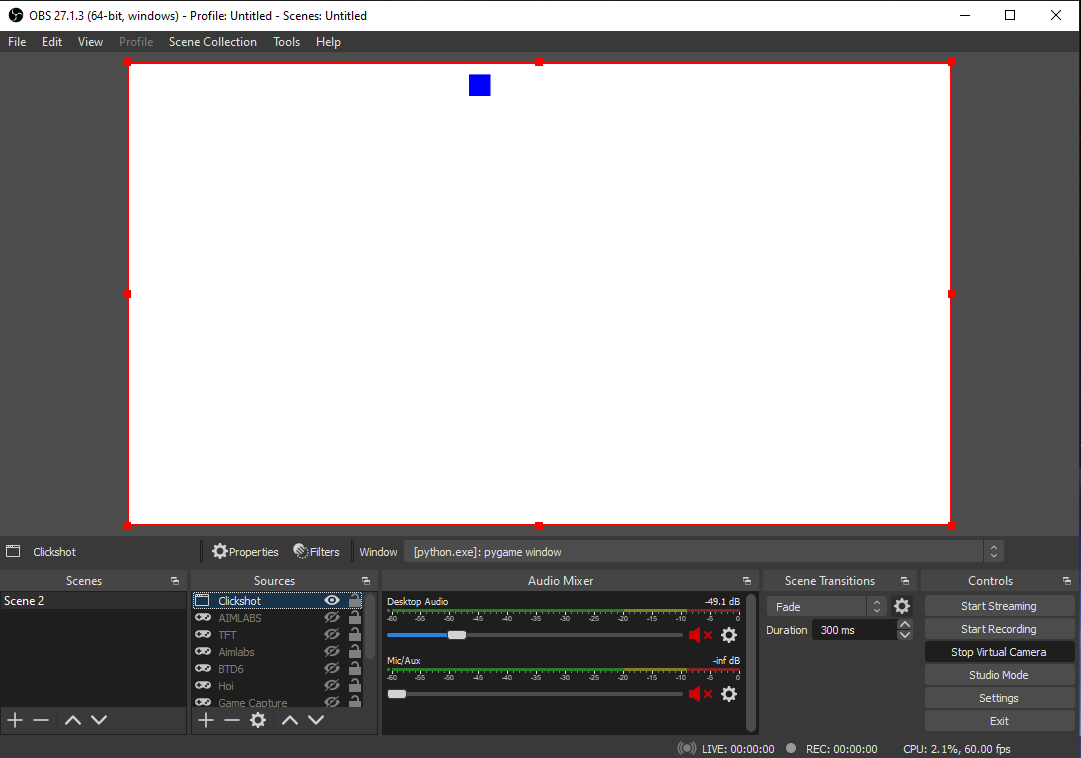 OBS 27.1.3 (64-bit, windows) - Profile: Untitled - Scenes: Untitled
File Edit View Profile Scene Collection Tools Help
Clickshot Properties Filters Window [python.exe]: pygame window
Scenes
Scene 2
Sources
Clickshot
AIMLABS
TFT
Aimlabs
BTD6
Hoi
Game Capture
Audio Mixer
Desktop Audio -49.1 dB
-60 -55 -50 -45 -40 -35 -30 -25 -20 -15 -10 -5 0
Mic/Aux -inf dB
-60 -55 -50 -45 -40 -35 -30 -25 -20 -15 -10 -5 0
Scene Transitions
Fade
Duration 300 ms
Controls
Start Streaming
Start Recording
Stop Virtual Camera
Studio Mode
Settings
Exit
LIVE: 00:00:00 REC: 00:00:00 CPU: 2.1%, 60.00 fps